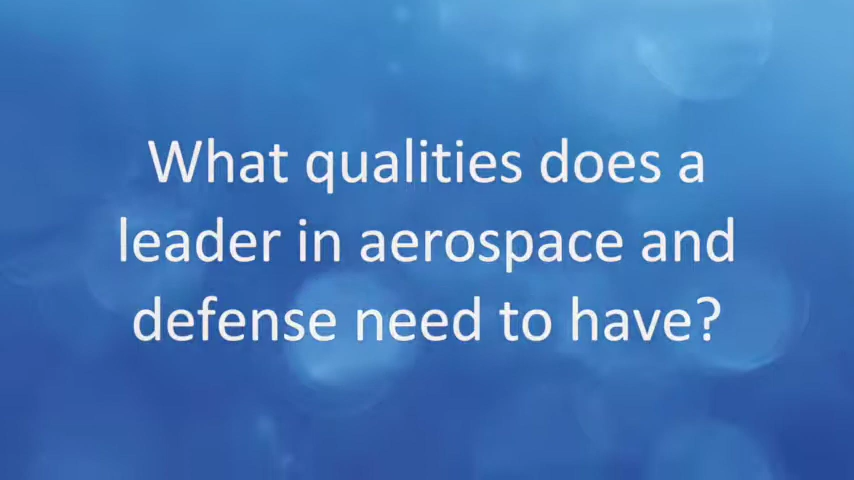 What qualities does a
leader in aerospace and
defense need to have?